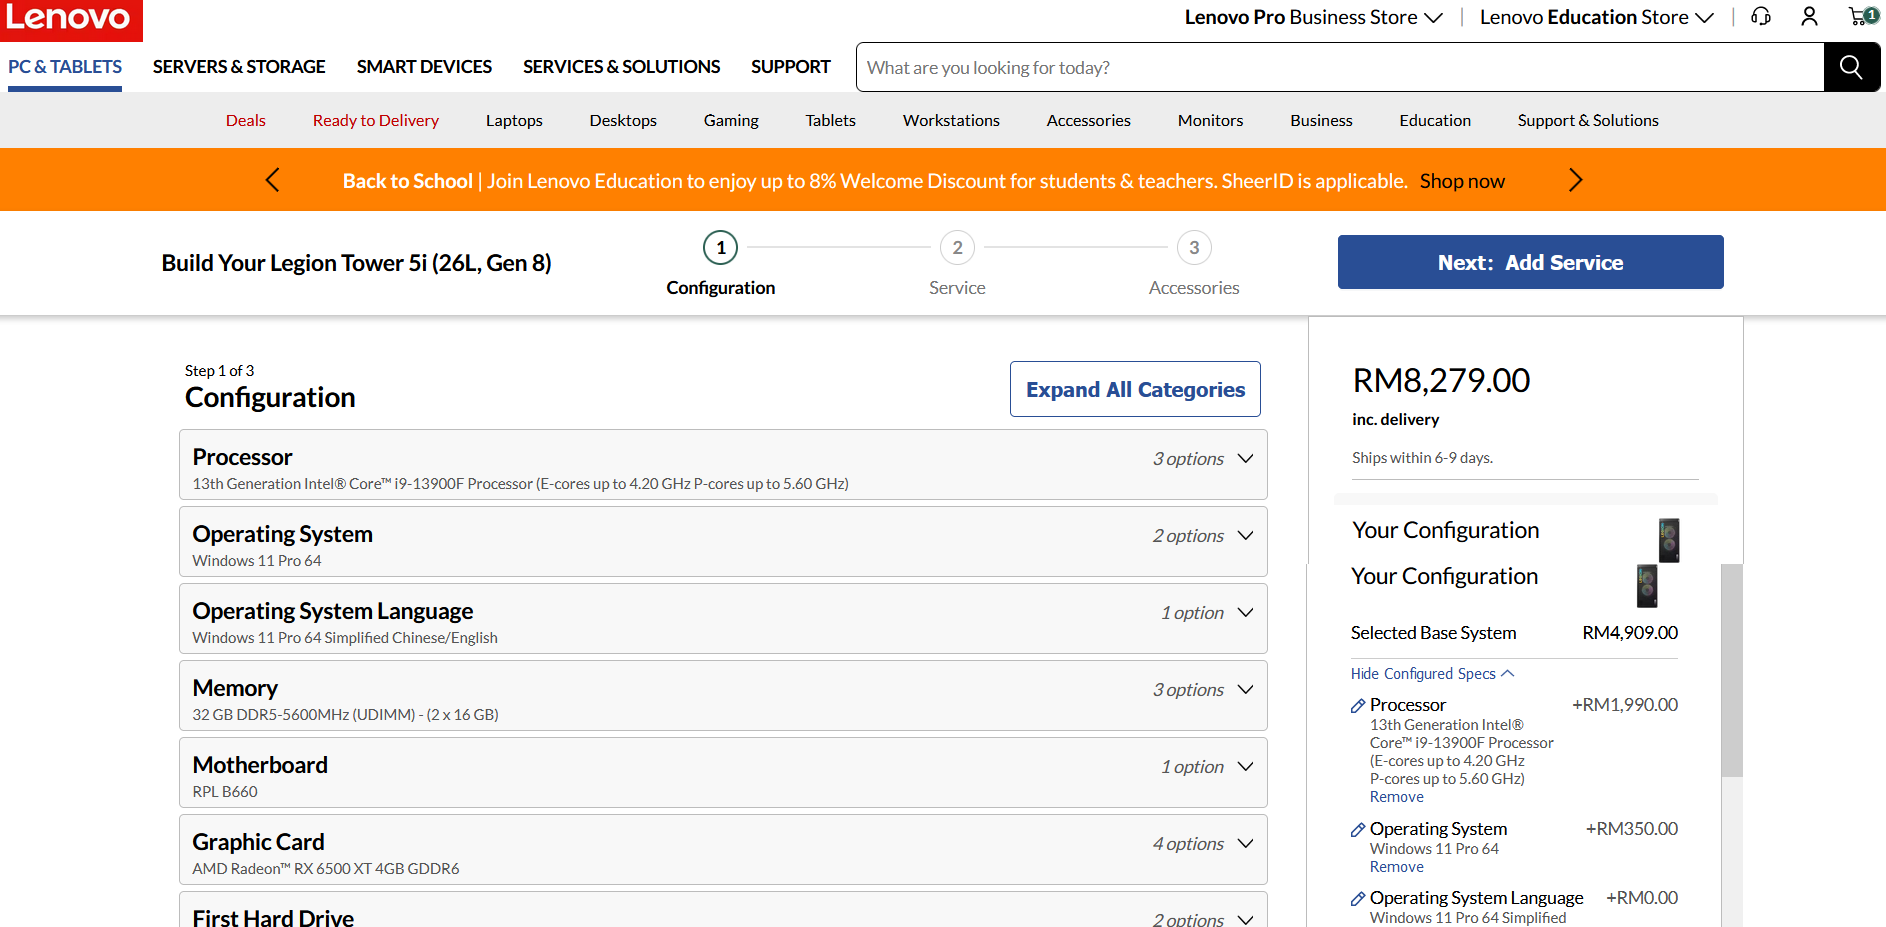 Lenovo
Lenovo Pro Business Store | Lenovo Education Store | 1
PC & TABLETS SERVERS & STORAGE SMART DEVICES SERVICES & SOLUTIONS SUPPORT What are you looking for today?
Deals Ready to Delivery Laptops Desktops Gaming Tablets Workstations Accessories Monitors Business Education Support & Solutions
Back to School | Join Lenovo Education to enjoy up to 8% Welcome Discount for students & teachers. SheerID is applicable. Shop now
Build Your Legion Tower 5i (26L, Gen 8)
1 2 3
Configuration Service Accessories
Next: Add Service
Step 1 of 3
Configuration
Expand All Categories
Processor 3 options
13th Generation Intel® Core™ i9-13900F Processor (E-cores up to 4.20 GHz P-cores up to 5.60 GHz)
Operating System 2 options
Windows 11 Pro 64
Operating System Language 1 option
Windows 11 Pro 64 Simplified Chinese/English
Memory 3 options
32 GB DDR5-5600MHz (UDIMM) - (2 x 16 GB)
Motherboard 1 option
RPL B660
Graphic Card 4 options
AMD Radeon™ RX 6500 XT 4GB GDDR6
First Hard Drive 2 options
RM8,279.00
inc. delivery
Ships within 6-9 days.
Your Configuration
Your Configuration
Selected Base System RM4,909.00
Hide Configured Specs
Processor +RM1,990.00
13th Generation Intel®
Core™ i9-13900F Processor
(E-cores up to 4.20 GHz
P-cores up to 5.60 GHz)
Remove
Operating System +RM350.00
Windows 11 Pro 64
Remove
Operating System Language +RM0.00
Windows 11 Pro 64 Simplified